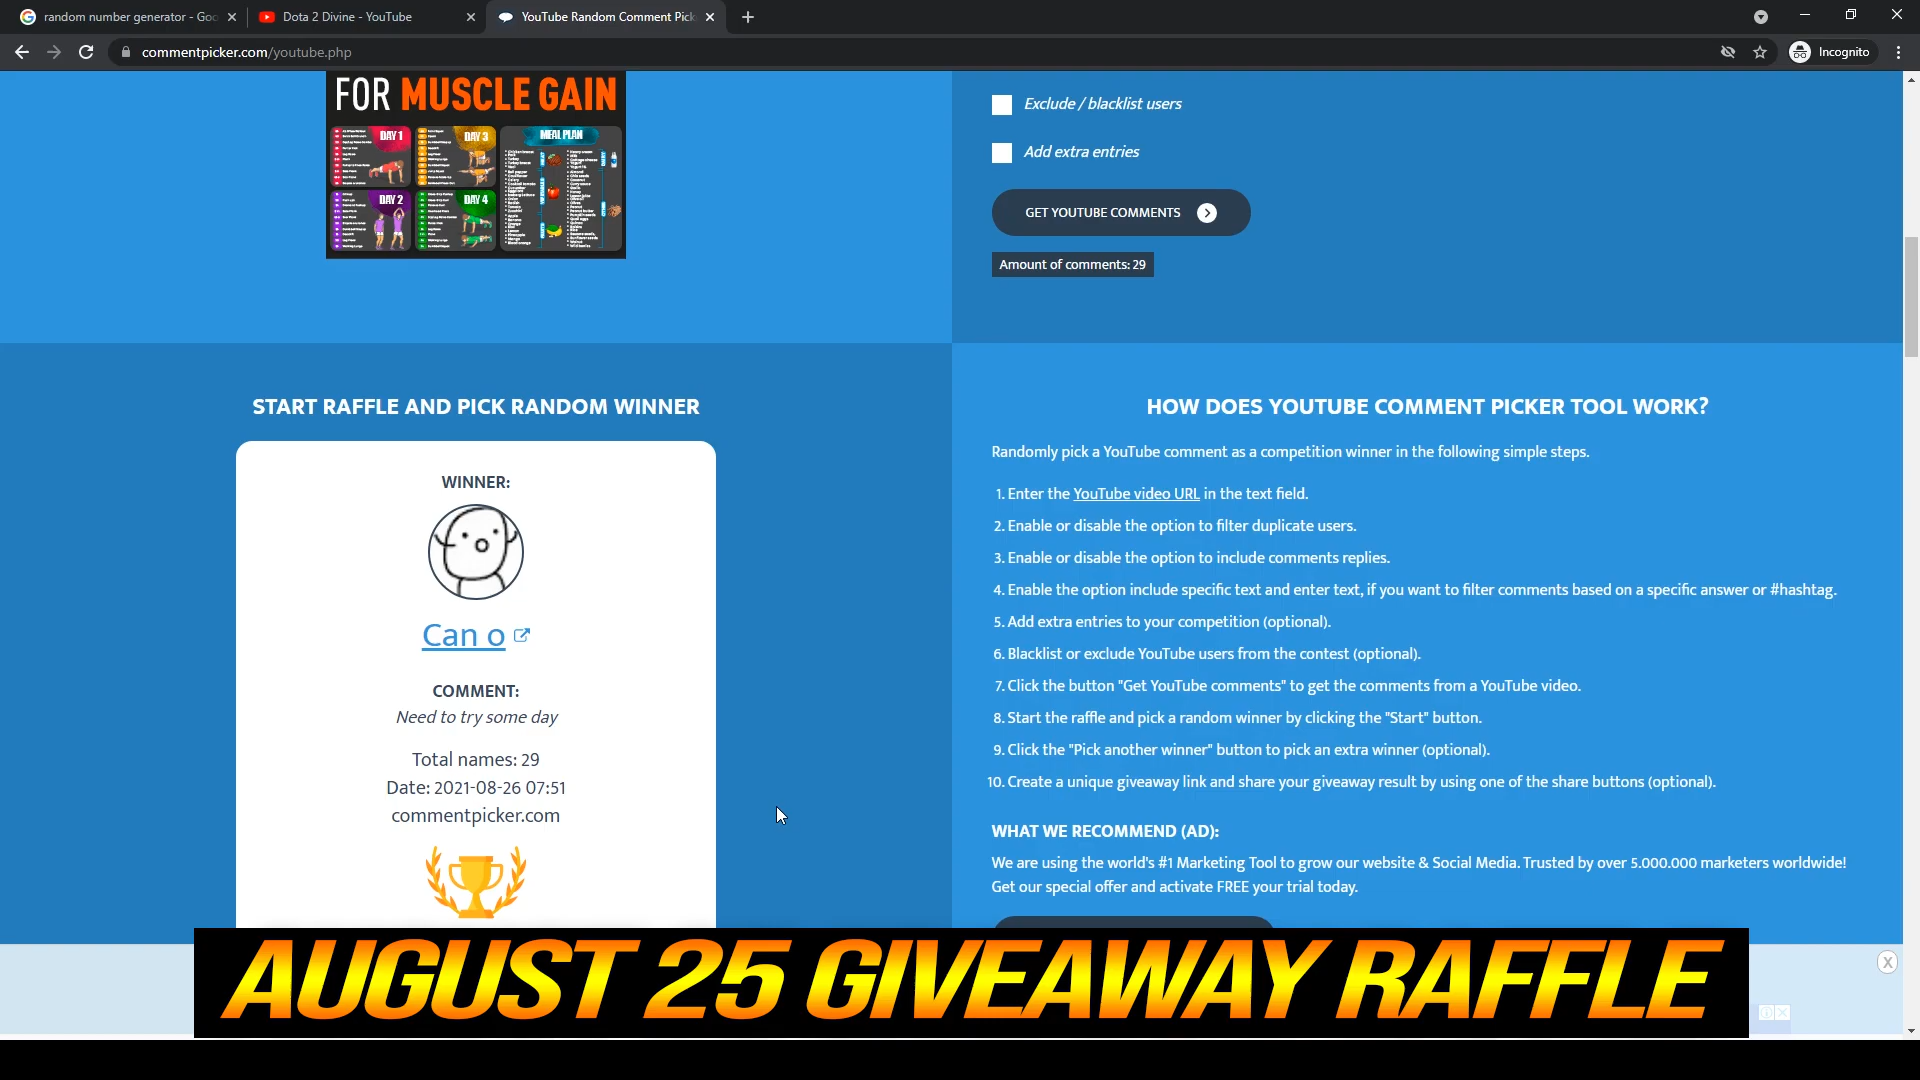 random number generator - Goo
Dota 2 Divine - YouTube
YouTube Random Comment Pick
commentpicker.com/youtube.php
Incognito
FOR MUSCLE GAIN
DAY 1
DAY 3
MEAL PLAN
DAY 2
DAY 4
Exclude / blacklist users
Add extra entries
GET YOUTUBE COMMENTS
Amount of comments: 29
START RAFFLE AND PICK RANDOM WINNER
WINNER:
Can o
COMMENT:
Need to try some day
Total names: 29
Date: 2021-08-26 07:51
commentpicker.com
HOW DOES YOUTUBE COMMENT PICKER TOOL WORK?
Randomly pick a YouTube comment as a competition winner in the following simple steps.
1. Enter the YouTube video URL in the text field.
2. Enable or disable the option to filter duplicate users.
3. Enable or disable the option to include comments replies.
4. Enable the option include specific text and enter text, if you want to filter comments based on a specific answer or #hashtag.
5. Add extra entries to your competition (optional).
6. Blacklist or exclude YouTube users from the contest (optional).
7. Click the button "Get YouTube comments" to get the comments from a YouTube video.
8. Start the raffle and pick a random winner by clicking the "Start" button.
9. Click the "Pick another winner" button to pick an extra winner (optional).
10. Create a unique giveaway link and share your giveaway result by using one of the share buttons (optional).
WHAT WE RECOMMEND (AD):
We are using the world's #1 Marketing Tool to grow our website & Social Media. Trusted by over 5.000.000 marketers worldwide!
Get our special offer and activate FREE your trial today.
X
AUGUST 25 GIVEAWAY RAFFLE